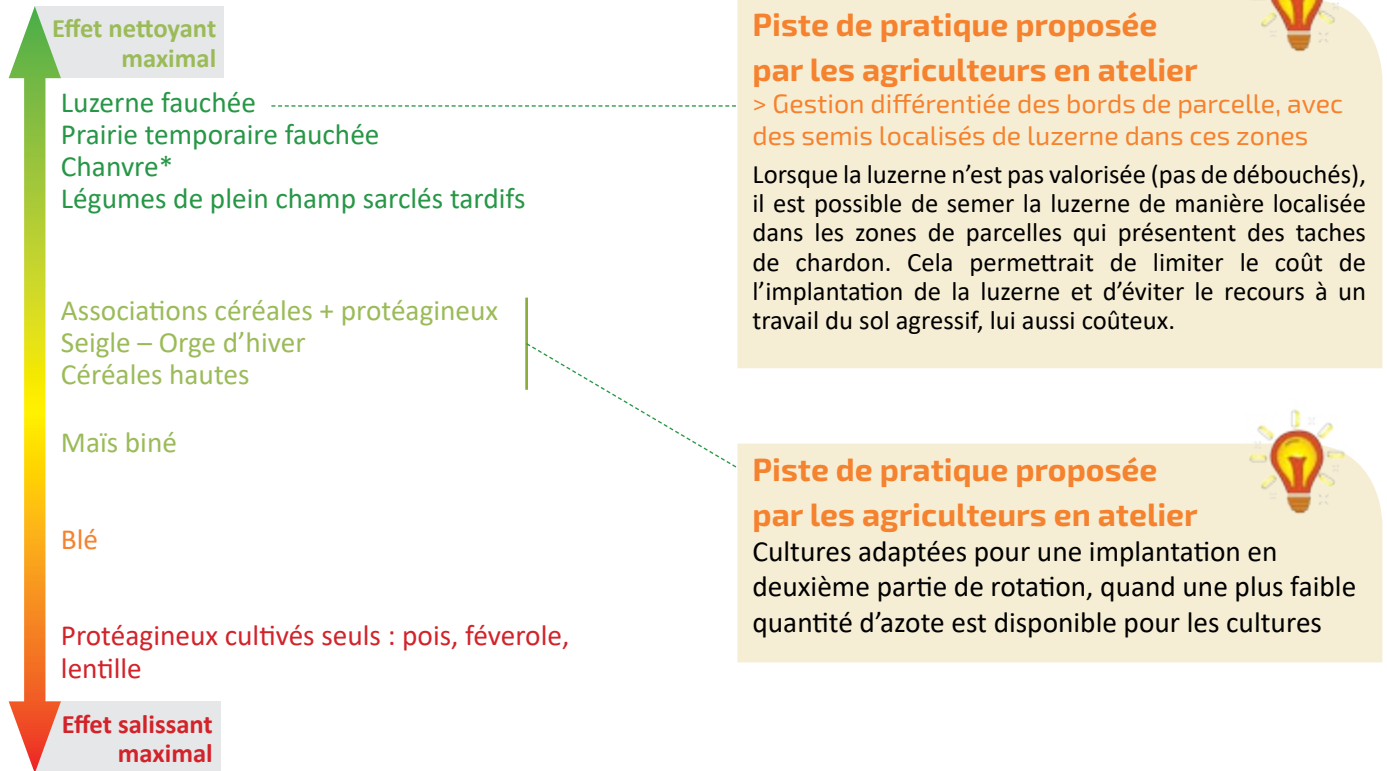 Effet nettoyant
maximal
Luzerne fauchée
Prairie temporaire fauchée
Chanvre*
Légumes de plein champ sarclés tardifs
Associations céréales + protéagineux
Seigle – Orge d’hiver
Céréales hautes
Maïs biné
Blé
Protéagineux cultivés seuls : pois, féverole,
lentille
Effet salissant
maximal
Piste de pratique proposée
par les agriculteurs en atelier
> Gestion différentiée des bords de parcelle, avec
des semis localisés de luzerne dans ces zones
Lorsque la luzerne n’est pas valorisée (pas de débouchés),
il est possible de semer la luzerne de manière localisée
dans les zones de parcelles qui présentent des taches
de chardon. Cela permettrait de limiter le coût de
l’implantation de la luzerne et d’éviter le recours à un
travail du sol agressif, lui aussi coûteux.
Piste de pratique proposée
par les agriculteurs en atelier
Cultures adaptées pour une implantation en
deuxième partie de rotation, quand une plus faible
quantité d’azote est disponible pour les cultures